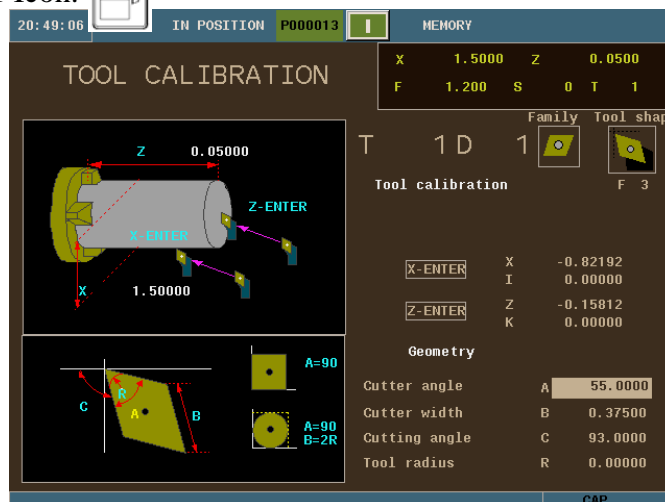 Icon:
20:49:06 IN POSITION P000013 MEMORY
TOOL CALIBRATION
X 1.5000 Z 0.0500
F 1.200 S 0 T 1
Family Tool shap
T 1 D 1
Tool calibration F 3
Z 0.05000
Z-ENTER
X-ENTER
X 1.50000
X-ENTER X -0.82192
I 0.00000
Z-ENTER Z -0.15812
K 0.00000
Geometry
A=90
C R A B
A=90
B=2R
Cutter angle A 55.0000
Cutter width B 0.37500
Cutting angle C 93.0000
Tool radius R 0.00000
CAP